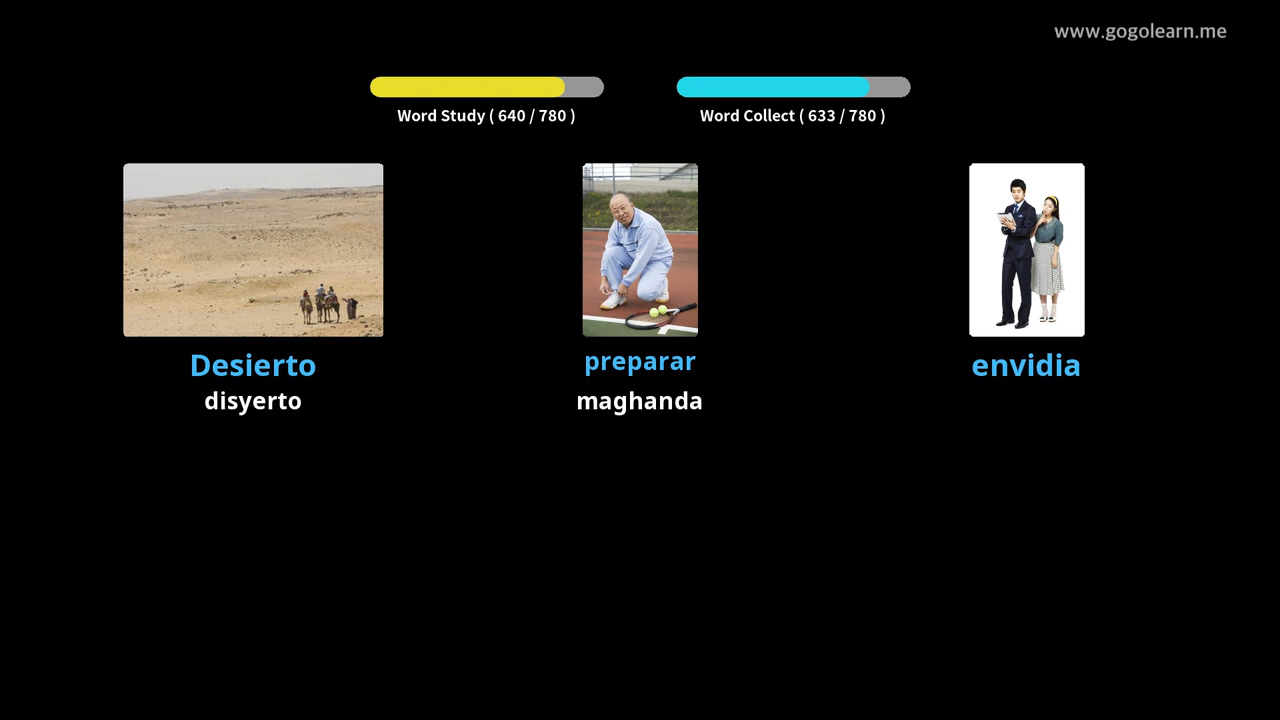 www.gogolearn.me
Word Study ( 640 / 780 )
Word Collect ( 633 / 780 )
Desierto
disyerto
preparar
maghanda
envidia